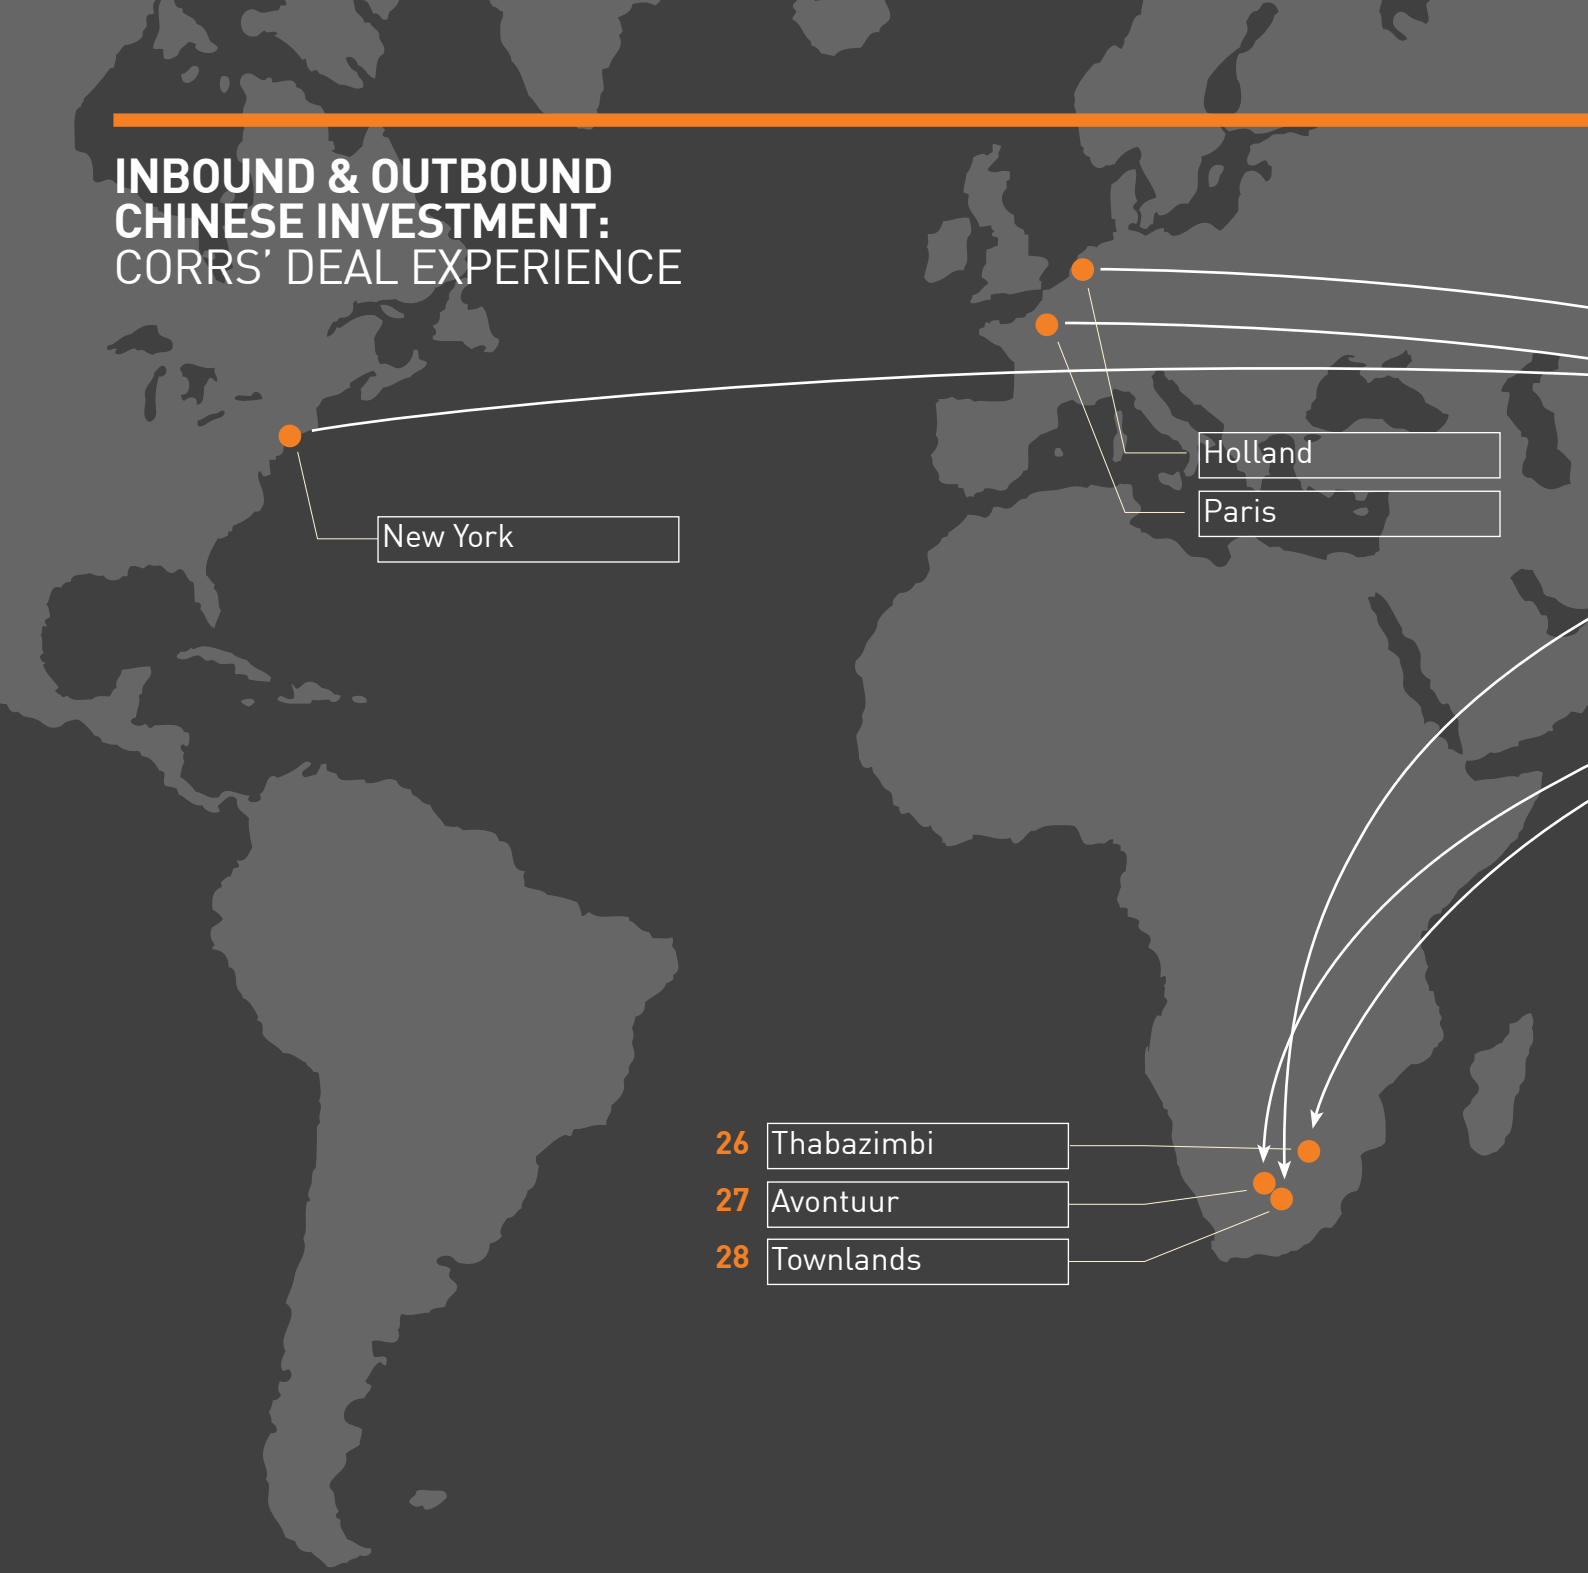 INBOUND & OUTBOUND
CHINESE INVESTMENT:
CORRS’ DEAL EXPERIENCE
Holland
Paris
New York
26 Thabazimbi
27 Avontuur
28 Townlands